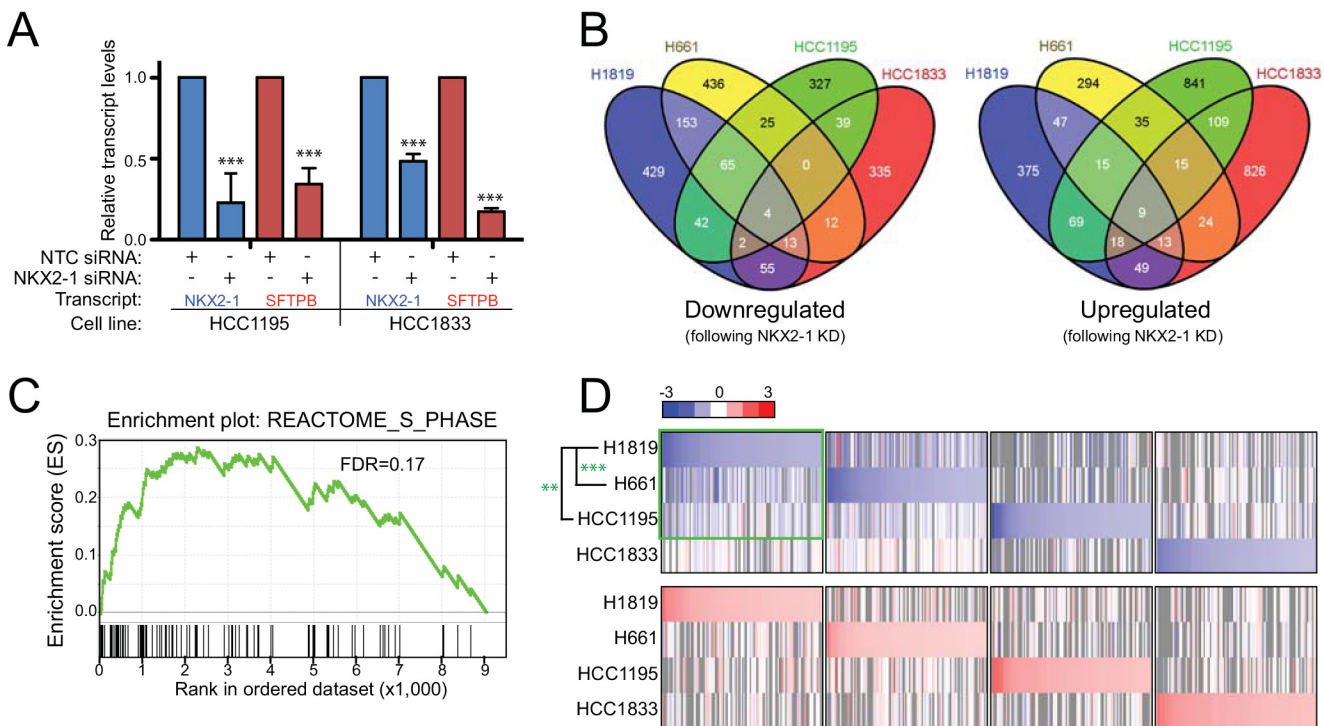 A
Relative transcript levels
1.0
0.5
0.0
*** *** *** ***
NTC siRNA: + - + - + - + -
NKX2-1 siRNA: - + - + - + - +
Transcript: NKX2-1 SFTPB NKX2-1 SFTPB
Cell line: HCC1195 HCC1833
B
H1819 H661 HCC1195 HCC1833
436 327
153 25 39
429 65 0 335
42 4 12
2 13
55
Downregulated
(following NKX2-1 KD)
H1819 H661 HCC1195 HCC1833
294 841
47 35 109
375 15 15 826
69 9 24
18 13
49
Upregulated
(following NKX2-1 KD)
C
Enrichment plot: REACTOME_S_PHASE
Enrichment score (ES)
0.3
0.2
0.1
0.0
FDR=0.17
0 1 2 3 4 5 6 7 8 9
Rank in ordered dataset (x1,000)
D
-3 0 3
H1819
***
H661
**
HCC1195
HCC1833
H1819
H661
HCC1195
HCC1833